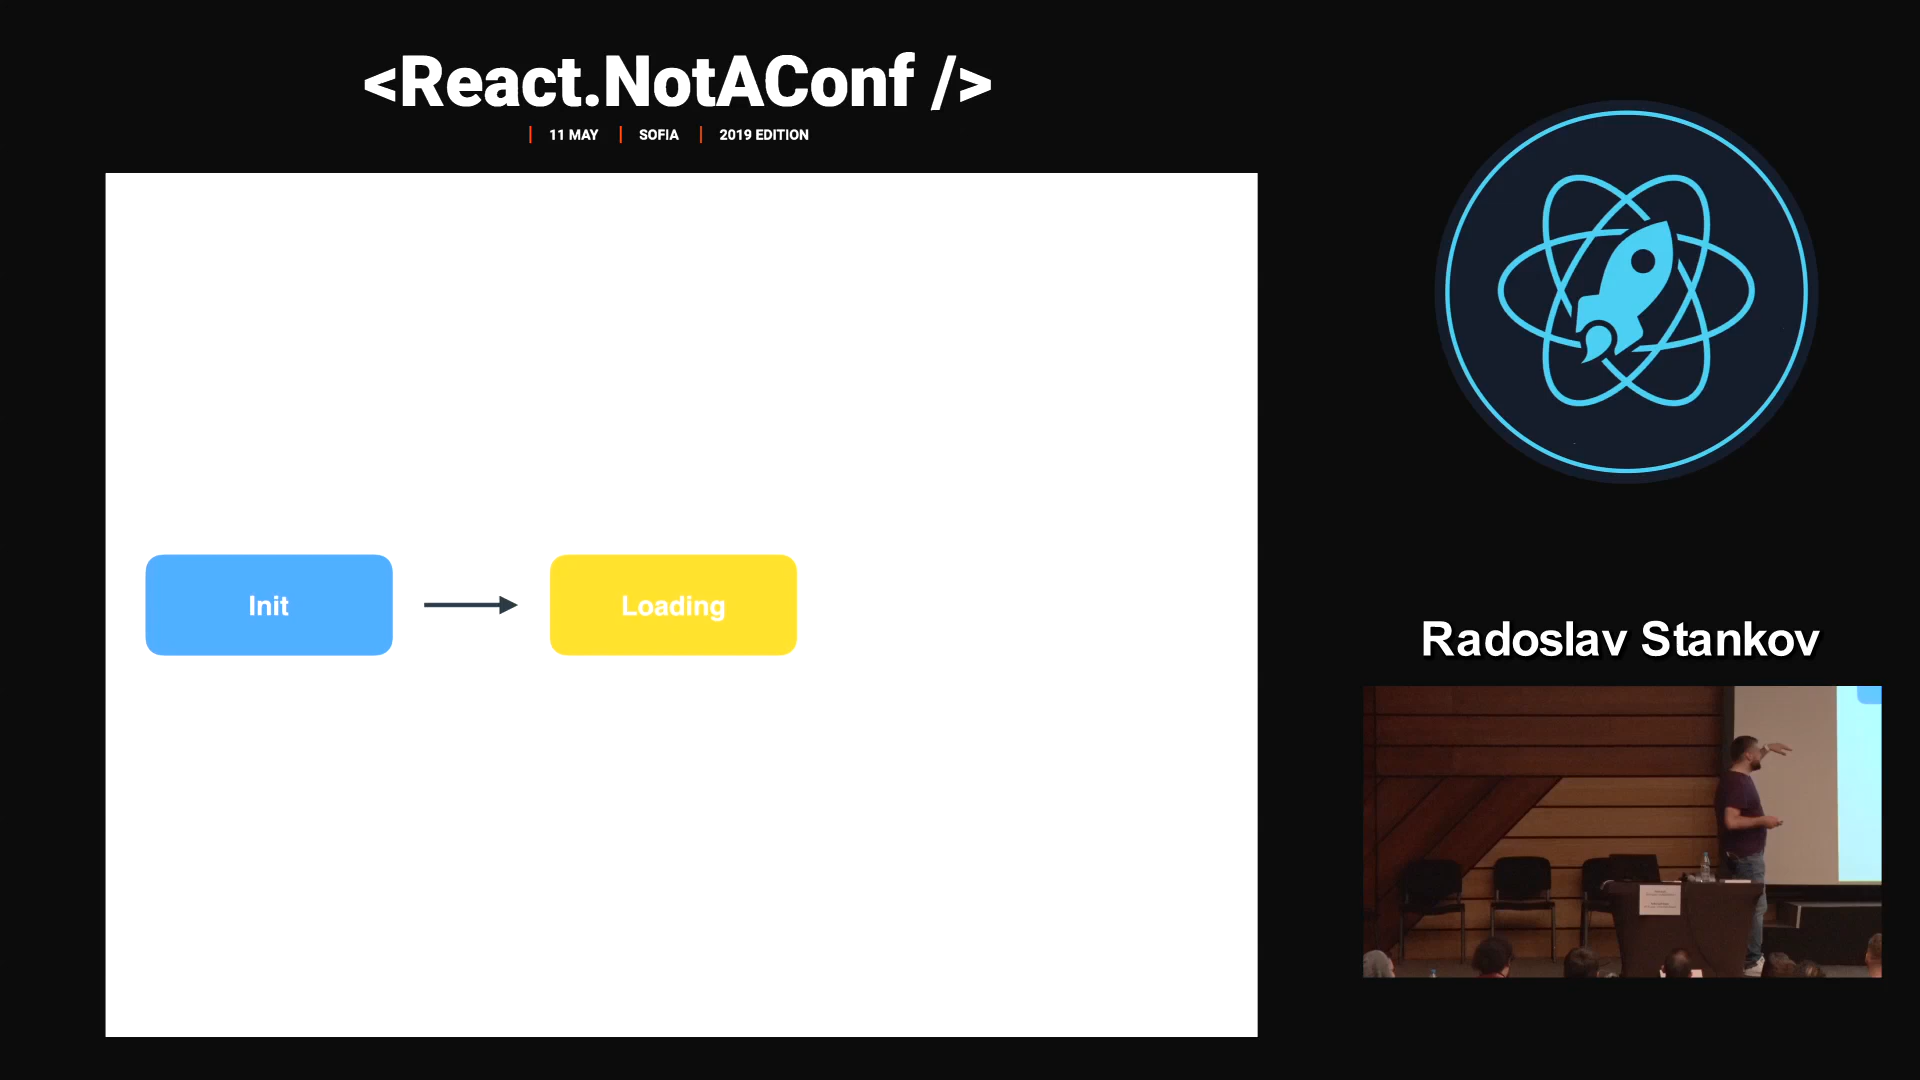 <React.NotAConf />
11 MAY | SOFIA | 2019 EDITION
Init
Loading
Radoslav Stankov